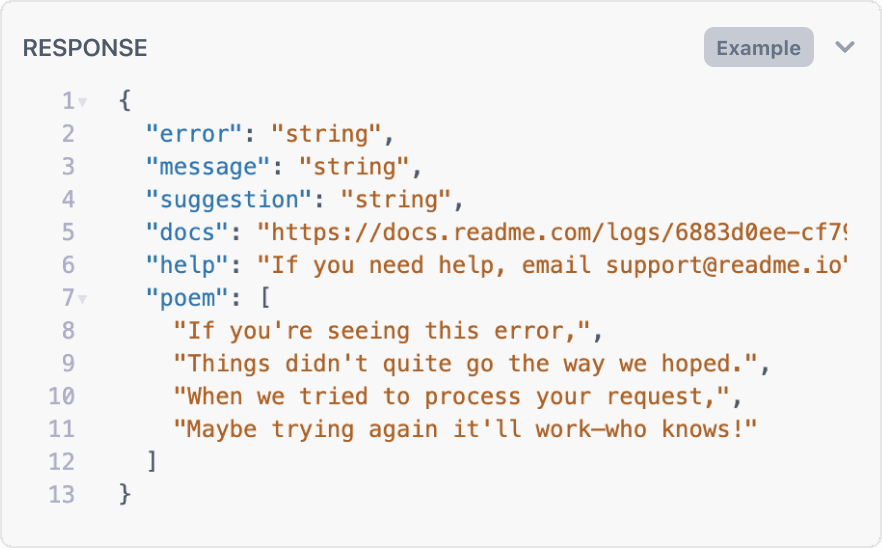 RESPONSE Example
1 {
2 "error": "string",
3 "message": "string",
4 "suggestion": "string",
5 "docs": "https://docs.readme.com/logs/6883d0ee-cf79
6 "help": "If you need help, email support@readme.io"
7 "poem": [
8 "If you're seeing this error,",
9 "Things didn't quite go the way we hoped.",
10 "When we tried to process your request,",
11 "Maybe trying again it'll work—who knows!"
12 ]
13 }